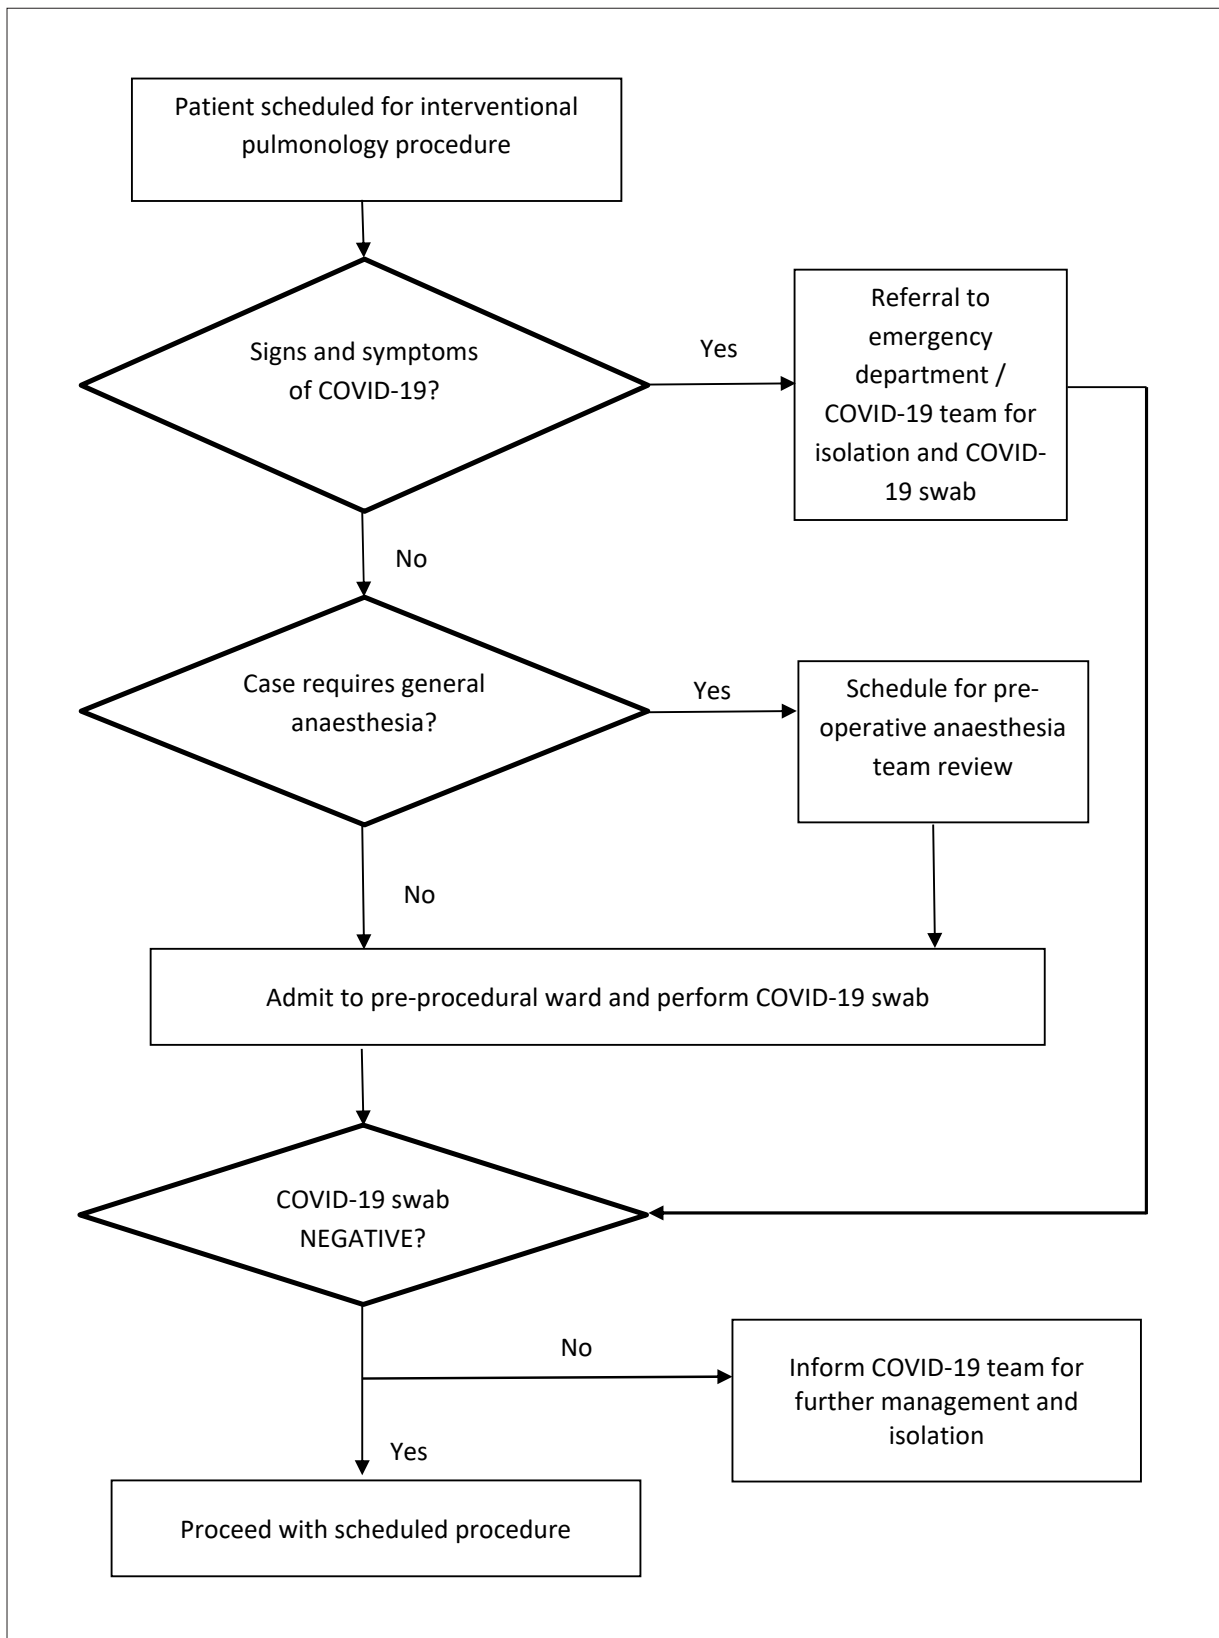 Patient scheduled for interventional
pulmonology procedure
Signs and symptoms
of COVID-19?
Yes
Referral to
emergency
department /
COVID-19 team for
isolation and COVID-
19 swab
No
Case requires general
anaesthesia?
Yes
Schedule for pre-
operative anaesthesia
team review
No
Admit to pre-procedural ward and perform COVID-19 swab
COVID-19 swab
NEGATIVE?
No
Inform COVID-19 team for
further management and
isolation
Yes
Proceed with scheduled procedure